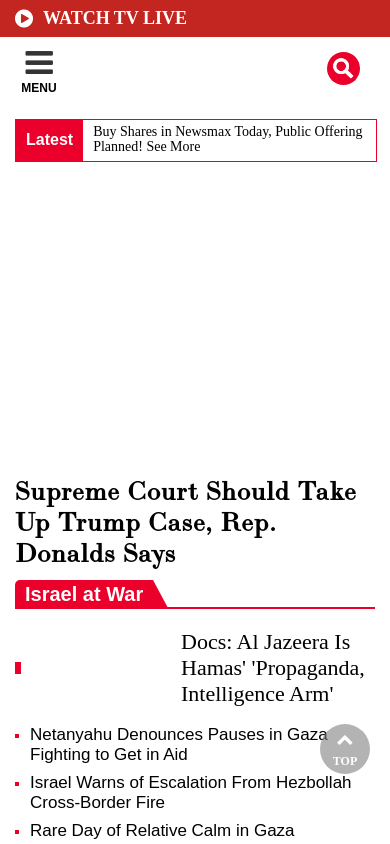 WATCH TV LIVE
MENU
Latest
Buy Shares in Newsmax Today, Public Offering
Planned! See More
Supreme Court Should Take
Up Trump Case, Rep.
Donalds Says
Israel at War
Docs: Al Jazeera Is
Hamas' 'Propaganda,
Intelligence Arm'
Netanyahu Denounces Pauses in Gaza
Fighting to Get in Aid
TOP
Israel Warns of Escalation From Hezbollah
Cross-Border Fire
Rare Day of Relative Calm in Gaza